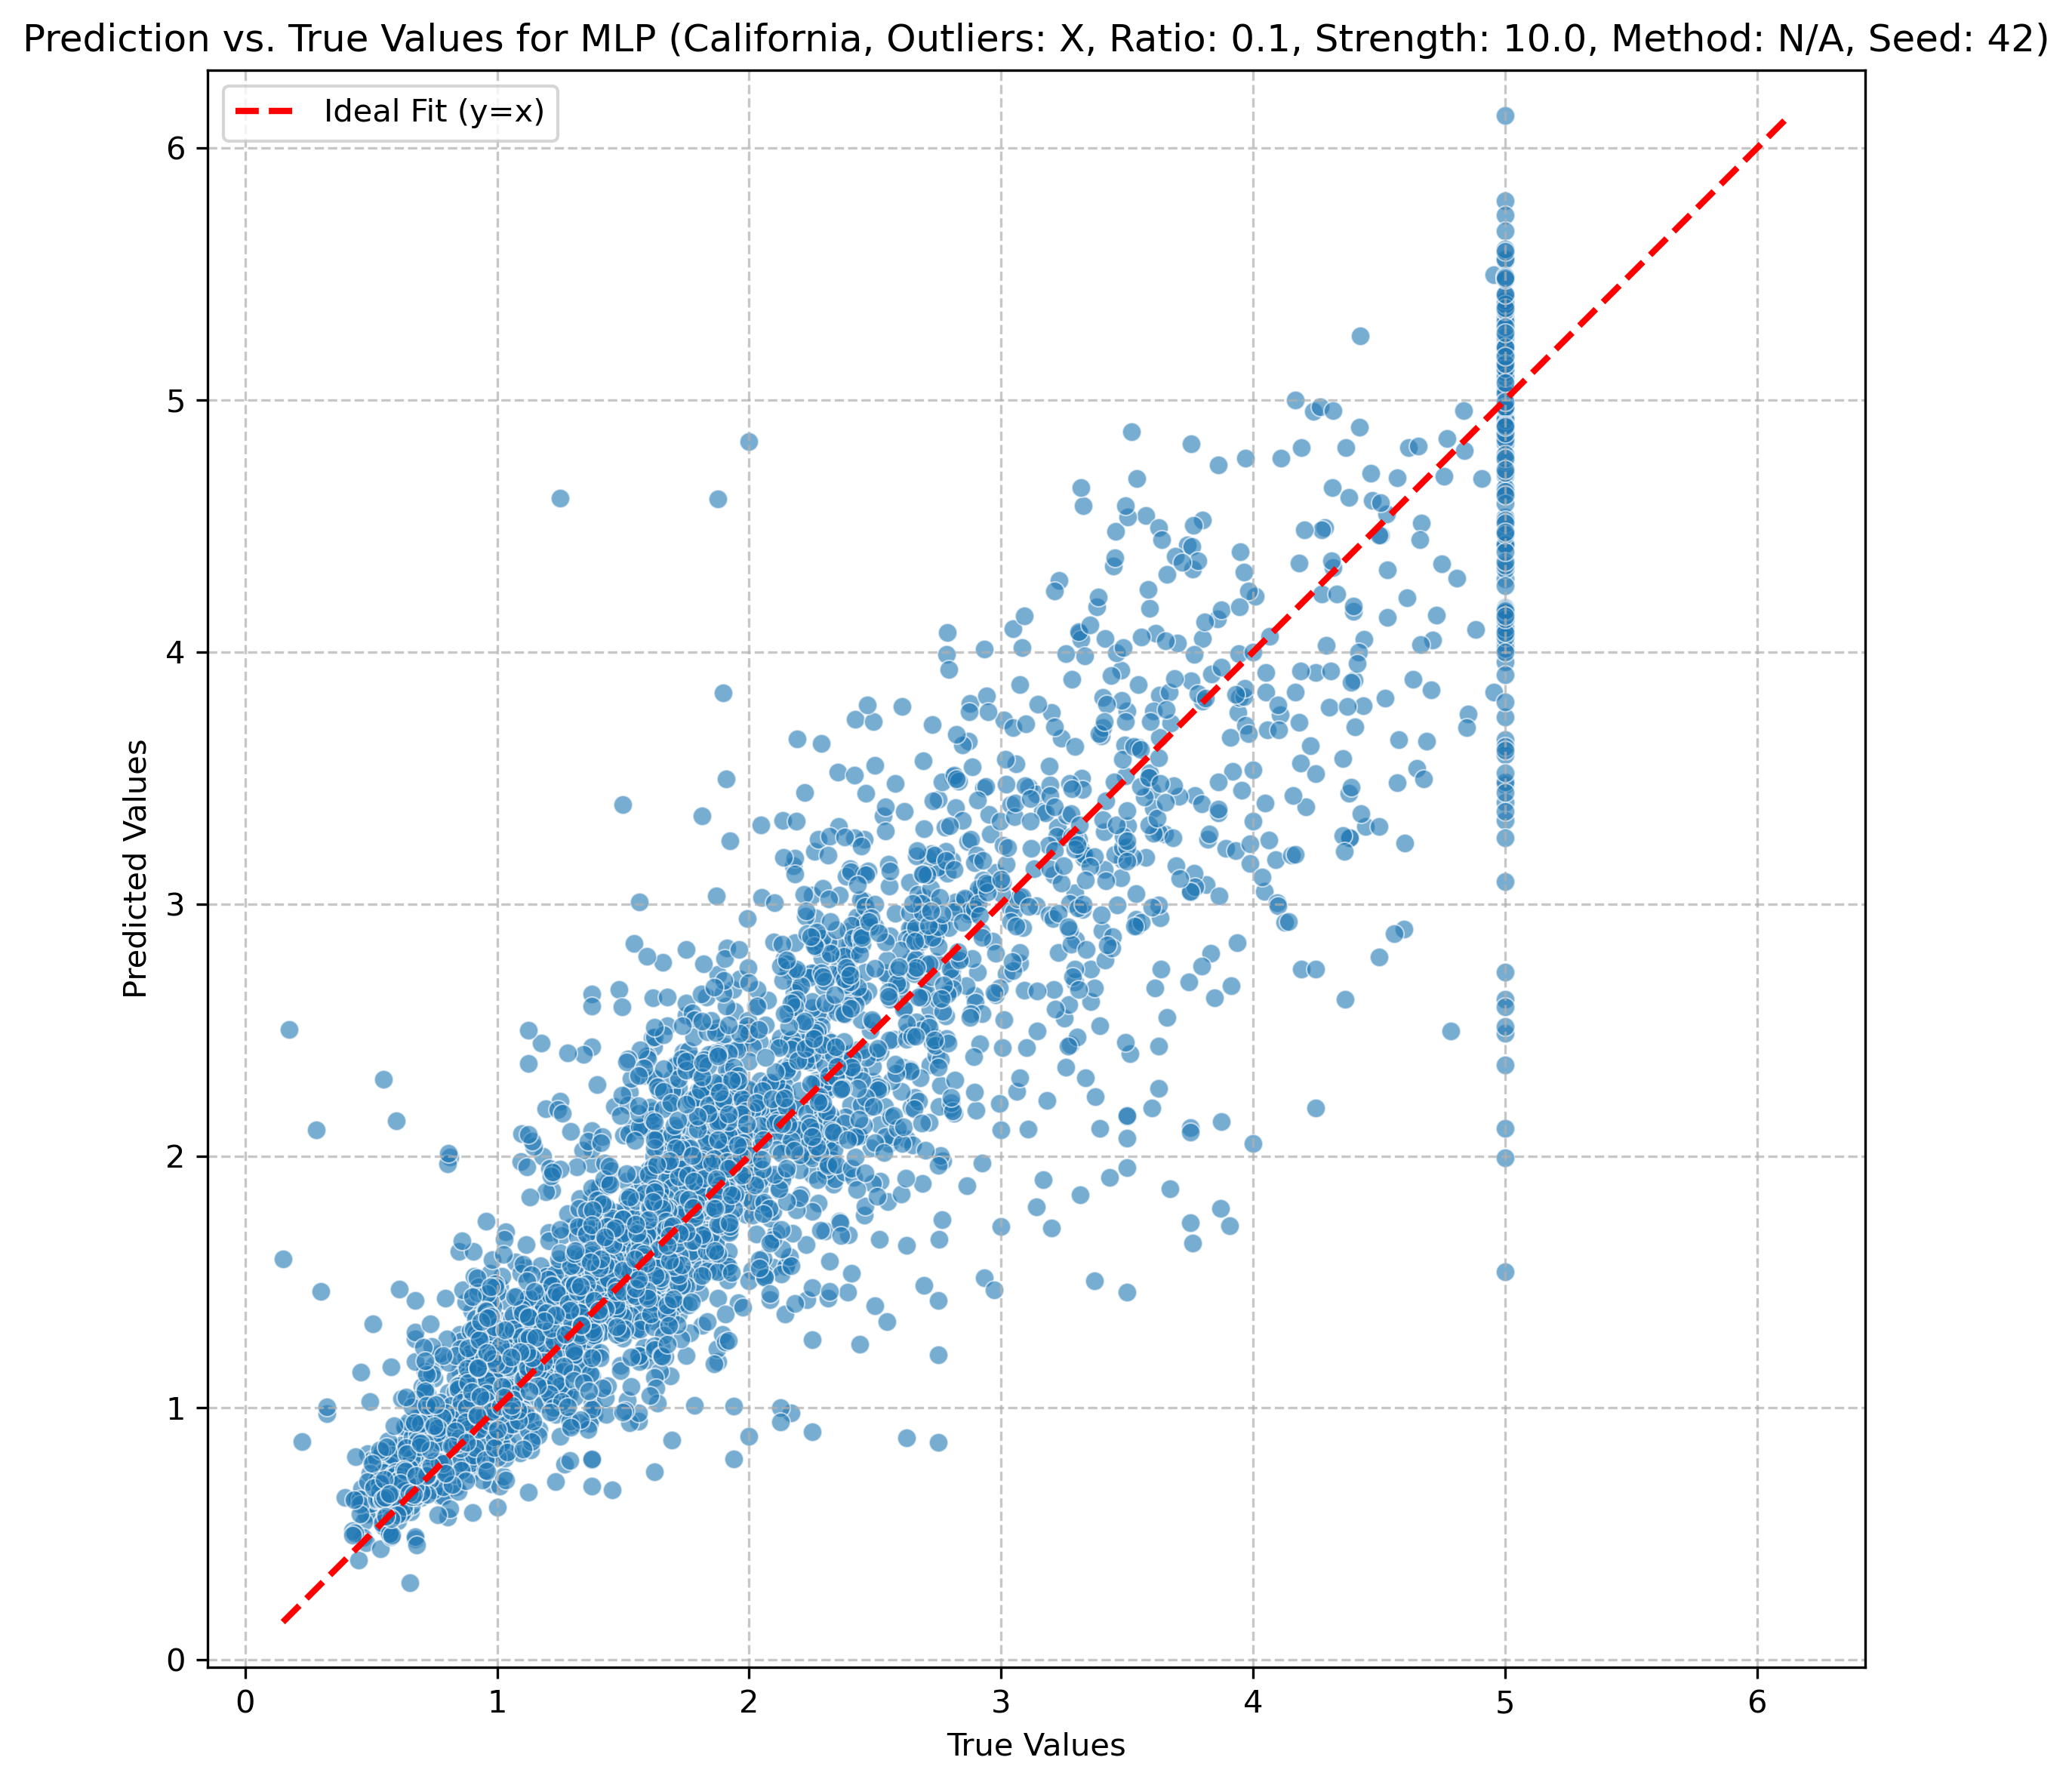 Prediction vs. True Values for MLP (California, Outliers: X, Ratio: 0.1, Strength: 10.0, Method: N/A, Seed: 42)
Ideal Fit (y=x)
6
5
4
3
2
1
0
Predicted Values
0 1 2 3 4 5 6
True Values